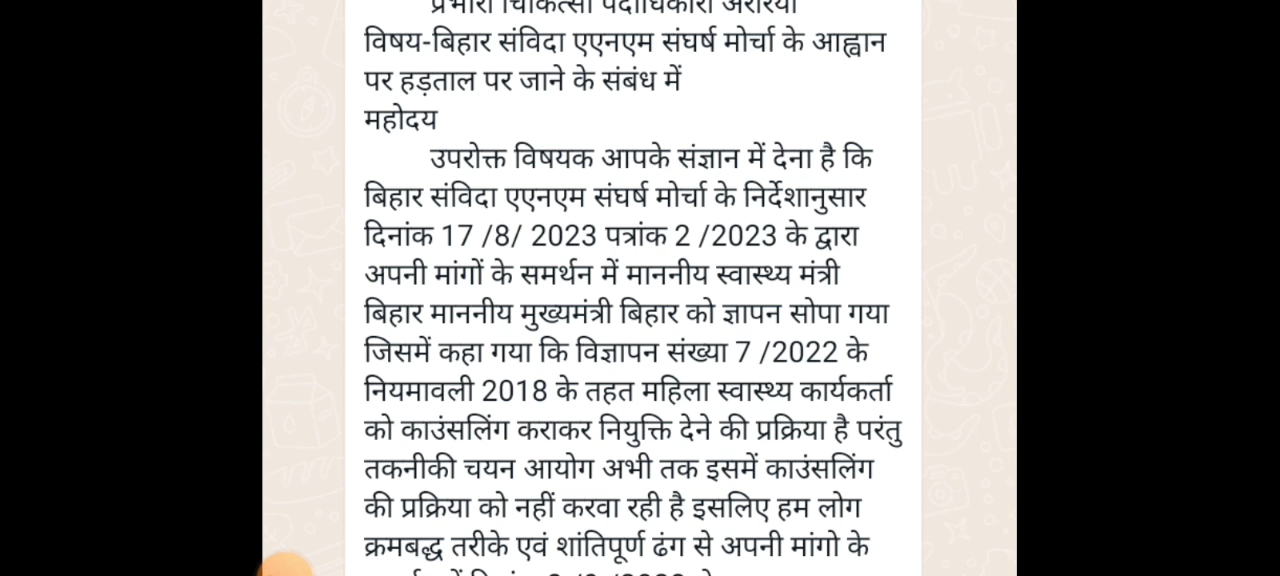 प्रभारी चिकित्सा पदाधिकारी अररिया
विषय-बिहार संविदा एएनएम संघर्ष मोर्चा के आह्वान
पर हड़ताल पर जाने के संबंध में
महोदय
उपरोक्त विषयक आपके संज्ञान में देना है कि
बिहार संविदा एएनएम संघर्ष मोर्चा के निर्देशानुसार
दिनांक 17 /8/ 2023 पत्रांक 2 /2023 के द्वारा
अपनी मांगों के समर्थन में माननीय स्वास्थ्य मंत्री
बिहार माननीय मुख्यमंत्री बिहार को ज्ञापन सोपा गया
जिसमें कहा गया कि विज्ञापन संख्या 7 /2022 के
नियमावली 2018 के तहत महिला स्वास्थ्य कार्यकर्ता
को काउंसलिंग कराकर नियुक्ति देने की प्रक्रिया है परंतु
तकनीकी चयन आयोग अभी तक इसमें काउंसलिंग
की प्रक्रिया को नहीं करवा रही है इसलिए हम लोग
क्रमबद्ध तरीके एवं शांतिपूर्ण ढंग से अपनी मांगो के